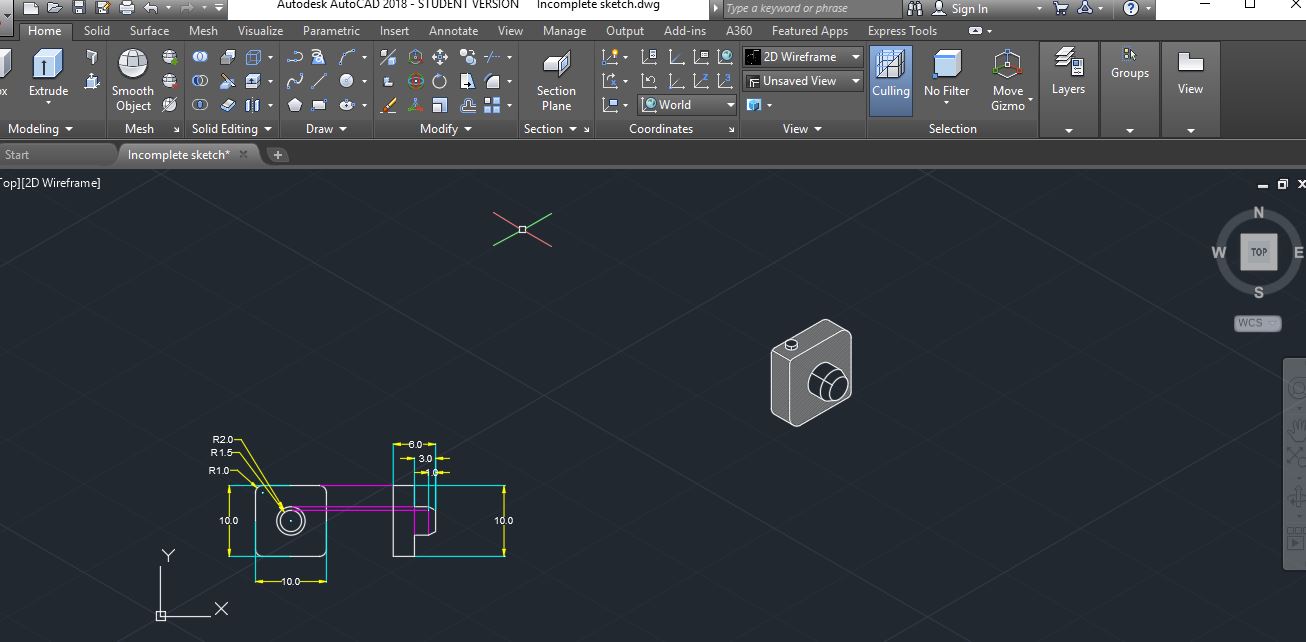 Autodesk AutoCAD 2018 - STUDENT VERSION Incomplete sketch.dwg
Type a keyword or phrase
Sign In
Home Solid Surface Mesh Visualize Parametric Insert Annotate View Manage Output Add-ins A360 Featured Apps Express Tools
Extrude
Smooth
Object
Section
Plane
World
2D Wireframe
Unsaved View
Culling
No Filter
Move
Gizmo
Layers
Groups
View
Modeling Mesh Solid Editing Draw Modify Section Coordinates View Selection
Start Incomplete sketch*
Top][2D Wireframe]
N
W TOP E
S
WCS
R2.0
R1.5
R1.0
10.0
10.0
6.0
3.0
1.0
10.0
Y
X